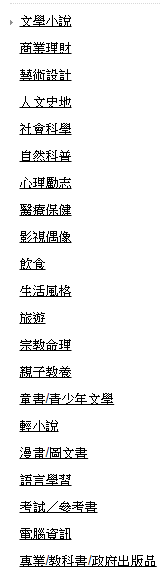 文學小說
商業理財
藝術設計
人文史地
社會科學
自然科普
心理勵志
醫療保健
影視偶像
飲食
生活風格
旅遊
宗教命理
親子教養
童書/青少年文學
輕小說
漫畫/圖文書
語言學習
考試／參考書
電腦資訊
專業/教科書/政府出版品